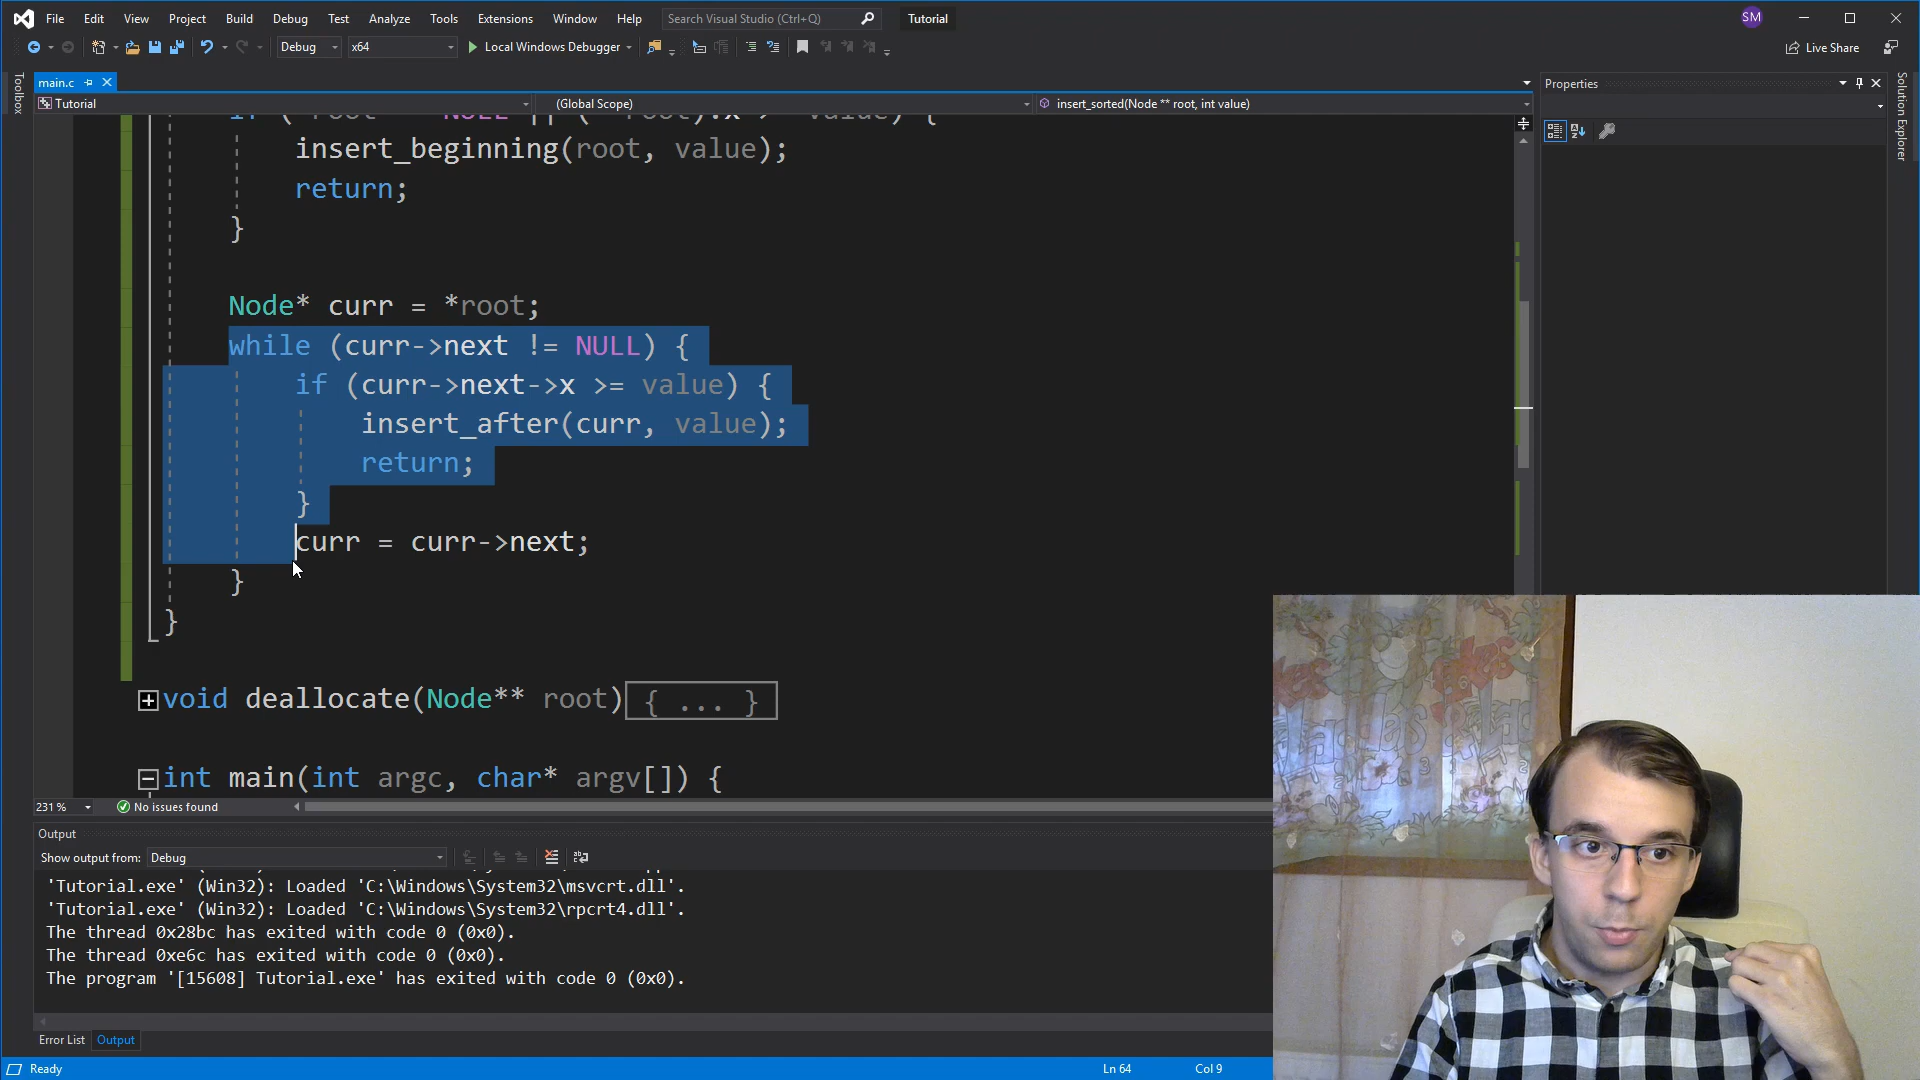 File Edit View Project Build Debug Test Analyze Tools Extensions Window Help Search Visual Studio (Ctrl+Q) Tutorial SM
Debug x64 Local Windows Debugger Live Share
Toolbox
main.c
Tutorial (Global Scope) insert_sorted(Node ** root, int value)
insert_beginning(root, value);
return;
}
Node* curr = *root;
while (curr->next != NULL) {
if (curr->next->x >= value) {
insert_after(curr, value);
return;
}
curr = curr->next;
}
}
void deallocate(Node** root){ ... }
int main(int argc, char* argv[]) {
231 % No issues found
Output
Show output from: Debug
'Tutorial.exe' (Win32): Loaded 'C:\Windows\System32\msvcrt.dll'.
'Tutorial.exe' (Win32): Loaded 'C:\Windows\System32\rpcrt4.dll'.
The thread 0x28bc has exited with code 0 (0x0).
The thread 0xe6c has exited with code 0 (0x0).
The program '[15608] Tutorial.exe' has exited with code 0 (0x0).
Error List Output
Ready Ln 64 Col 9
Properties
Solution Explorer